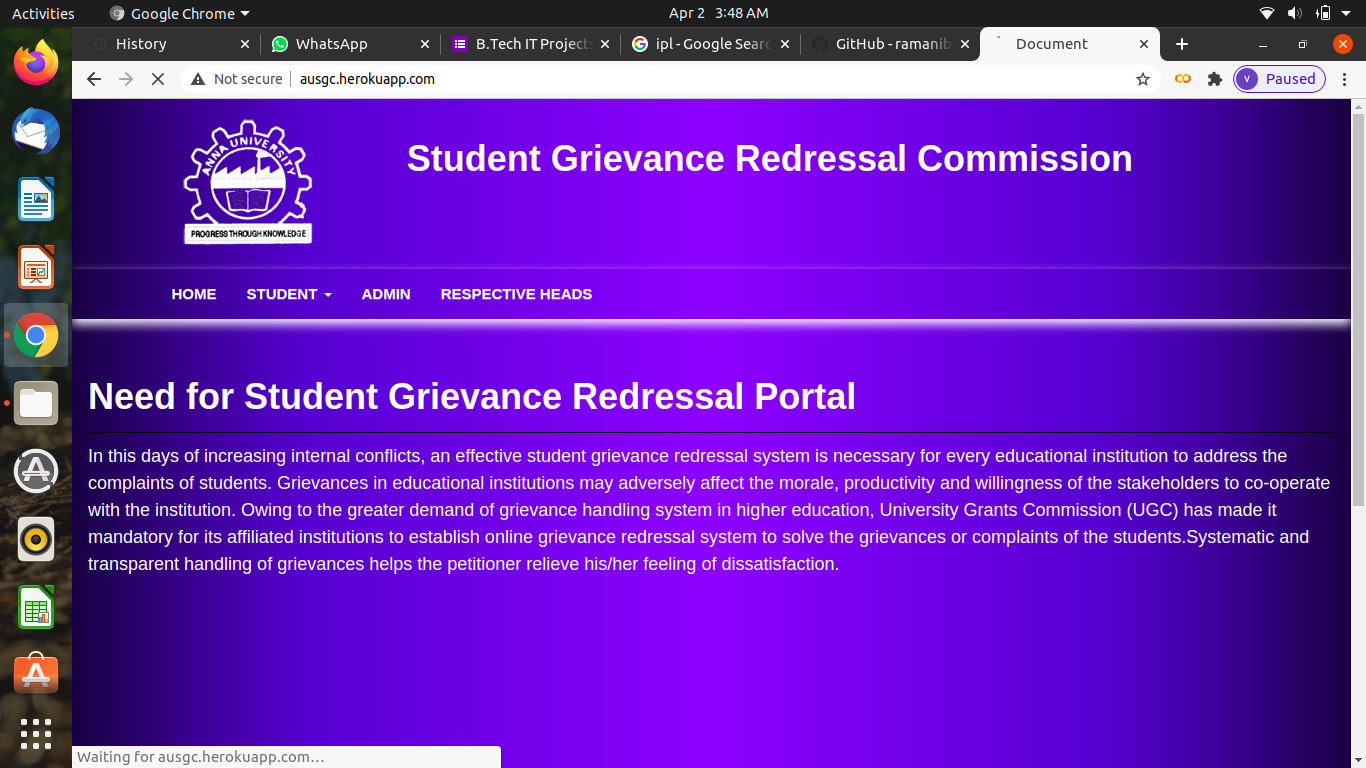 Activities Google Chrome Apr 2 3:48 AM
History WhatsApp B.Tech IT Project ipl - Google Searc GitHub - ramanib Document
Not secure ausgc.herokuapp.com V Paused
ANNA UNIVERSITY
PROGRESS THROUGH KNOWLEDGE
Student Grievance Redressal Commission
HOME STUDENT ADMIN RESPECTIVE HEADS
Need for Student Grievance Redressal Portal
In this days of increasing internal conflicts, an effective student grievance redressal system is necessary for every educational institution to address the
complaints of students. Grievances in educational institutions may adversely affect the morale, productivity and willingness of the stakeholders to co-operate
with the institution. Owing to the greater demand of grievance handling system in higher education, University Grants Commission (UGC) has made it
mandatory for its affiliated institutions to establish online grievance redressal system to solve the grievances or complaints of the students.Systematic and
transparent handling of grievances helps the petitioner relieve his/her feeling of dissatisfaction.
Waiting for ausgc.herokuapp.com...